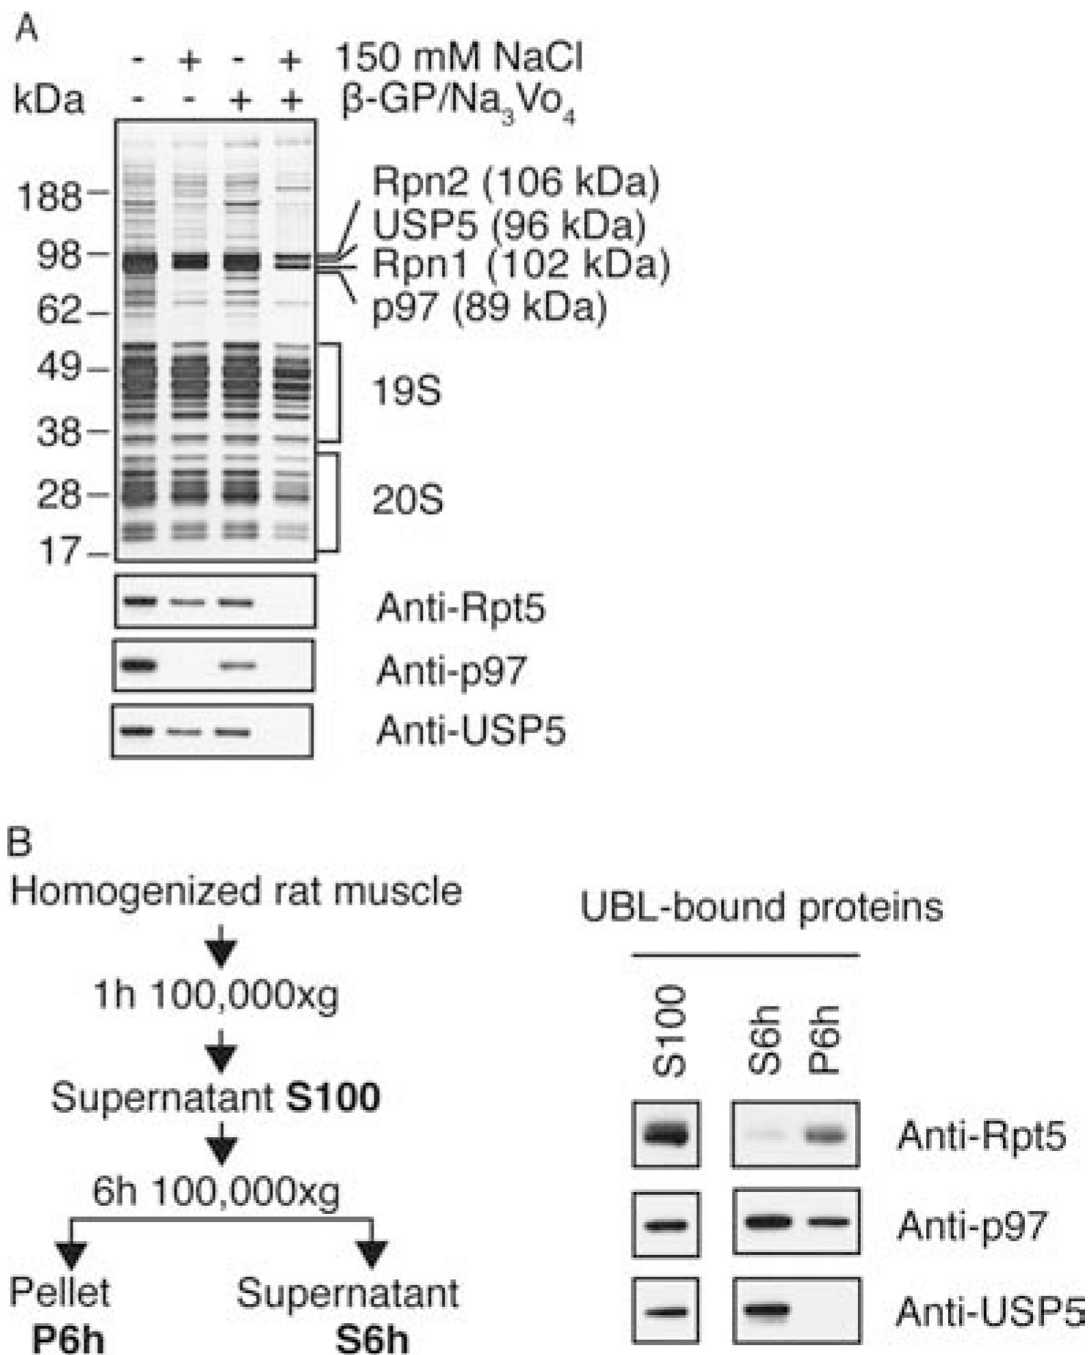 A
- + - + 150 mM NaCl
kDa - - + + β-GP/Na₃Vo₄
Rpn2 (106 kDa)
188
USP5 (96 kDa)
98
Rpn1 (102 kDa)
p97 (89 kDa)
62
49
19S
38
28
20S
17
Anti-Rpt5
Anti-p97
Anti-USP5
B
Homogenized rat muscle
1h 100,000xg
Supernatant S100
6h 100,000xg
Pellet
P6h
Supernatant
S6h
UBL-bound proteins
S100
S6h
P6h
Anti-Rpt5
Anti-p97
Anti-USP5